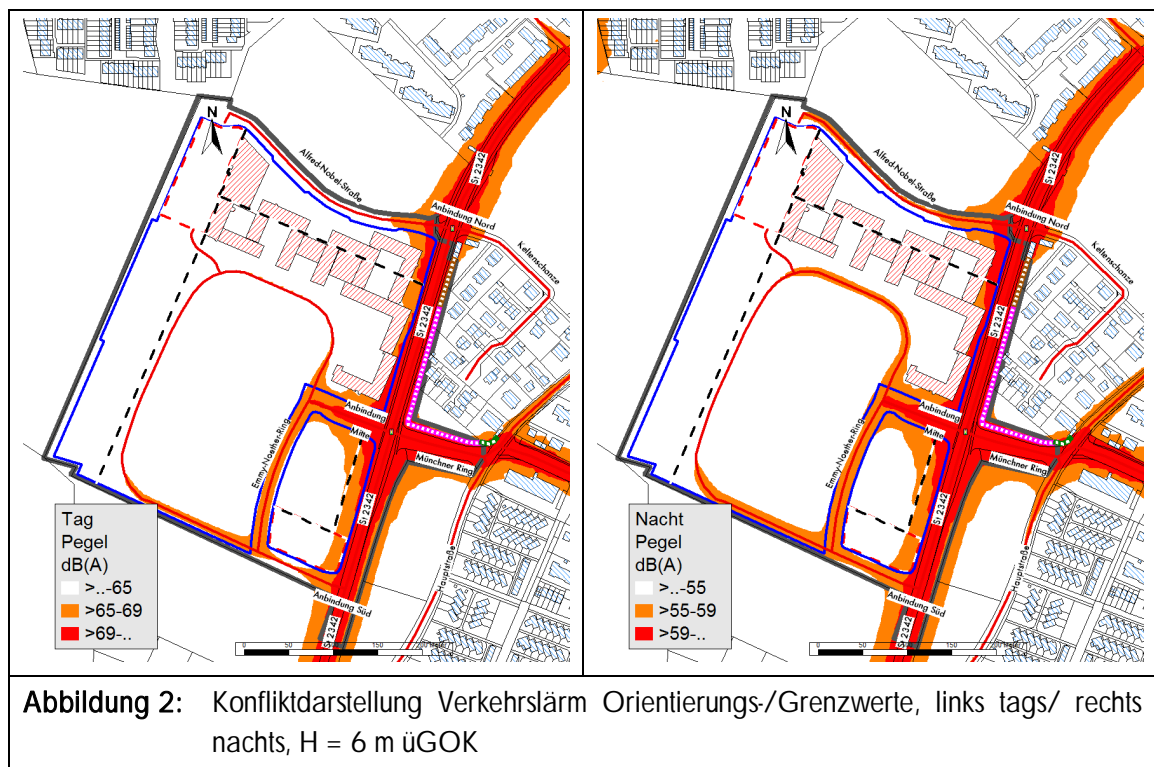 N
Alfred-Nobel-Straße
St 2342
Anbindung Nord
Keltenschanze
St 2342
Anbindung
Mitte
Emmy-Noether-Ring
Münchner Ring
St 2342
Hauptstraße
Anbindung Süd
St 2342
Tag
Pegel
dB(A)
>..-65
>65-69
>69-..
0 50 150
N
Alfred-Nobel-Straße
St 2342
Anbindung Nord
Keltenschanze
St 2342
Anbindung
Mitte
Emmy-Noether-Ring
Münchner Ring
St 2342
Hauptstraße
Anbindung Süd
St 2342
Nacht
Pegel
dB(A)
>..-55
>55-59
>59-..
0 50 150
Abbildung 2: Konfliktdarstellung Verkehrslärm Orientierungs-/Grenzwerte, links tags/ rechts
nachts, H = 6 m üGOK